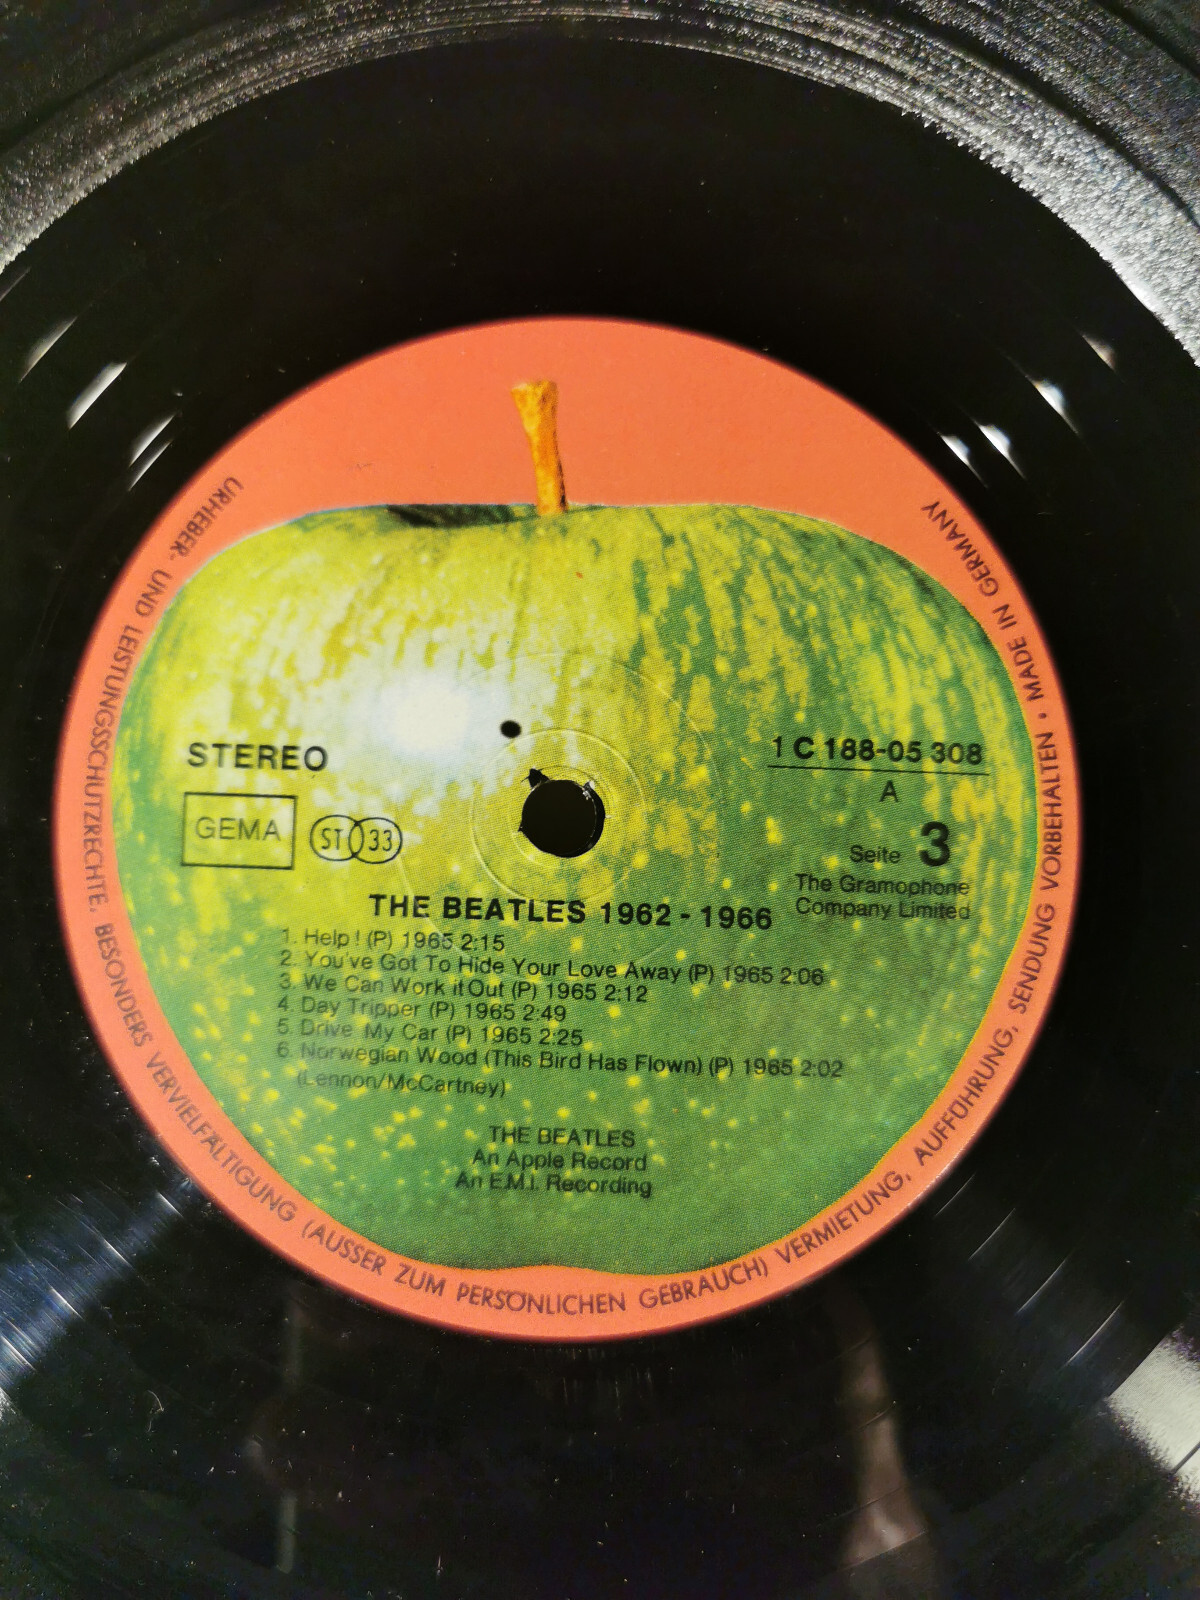 STEREO
GEMA
ST 33
1 C 188-05 308
A
Seite 3
The Gramophone
Company Limited
THE BEATLES 1962 - 1966
1. Help! (P) 1965 2:15
2. You've Got To Hide Your Love Away (P) 1965 2:06
3. We Can Work it Out (P) 1965 2:12
4. Day Tripper (P) 1965 2:49
5. Drive My Car (P) 1965 2:25
6. Norwegian Wood (This Bird Has Flown) (P) 1965 2:02
(Lennon/McCartney)
THE BEATLES
An Apple Record
An E.M.I. Recording
URHEBER- UND LEISTUNGSSCHUTZRECHTE, BESONDERS VERVIELFÄLTIGUNG (AUSSER ZUM PERSÖNLICHEN GEBRAUCH) VERMIETUNG, AUFFÜHRUNG, SENDUNG VORBEHALTEN • MADE IN GERMANY